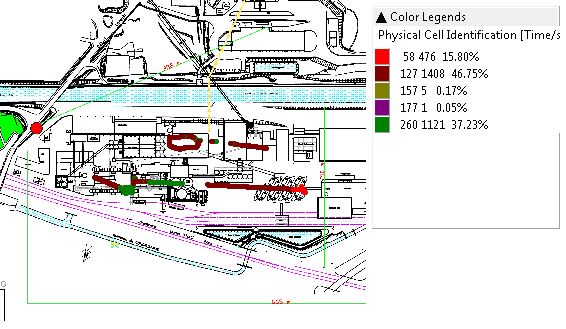 Color Legends
Physical Cell Identification [Time/s
58 476 15.80%
127 1408 46.75%
157 5 0.17%
177 1 0.05%
260 1121 37.23%
G